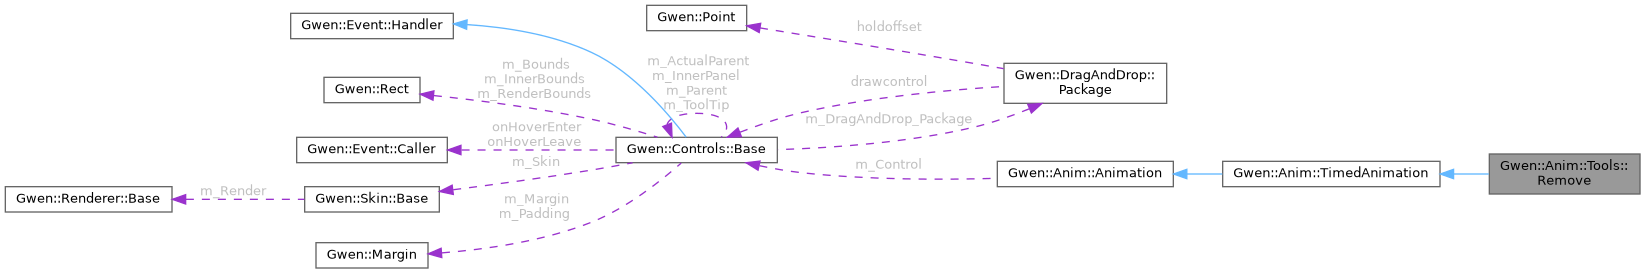 Gwen::Event::Handler
Gwen::Point
holdoffset
m_Bounds
m_InnerBounds
m_RenderBounds
m_ActualParent
m_InnerPanel
m_Parent
m_ToolTip
Gwen::DragAndDrop::
Package
drawcontrol
Gwen::Rect
m_DragAndDrop_Package
onHoverEnter
onHoverLeave
Gwen::Event::Caller
Gwen::Controls::Base
m_Skin
m_Control
Gwen::Anim::Animation
Gwen::Anim::TimedAnimation
Gwen::Anim::Tools::
Remove
Gwen::Renderer::Base
m_Render
Gwen::Skin::Base
m_Margin
m_Padding
Gwen::Margin